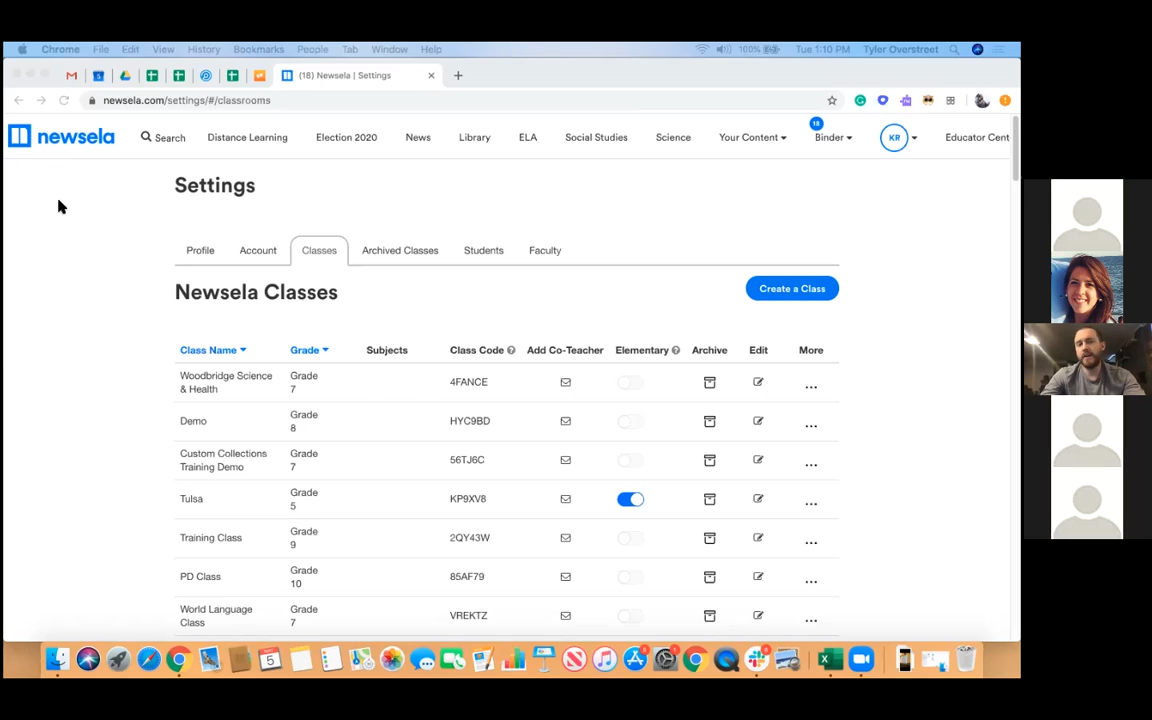 Chrome File Edit View History Bookmarks People Tab Window Help 100% Tue 1:10 PM Tyler Overstreet
(18) Newsela | Settings
newsela.com/settings/#/classrooms
newsela Search Distance Learning Election 2020 News Library ELA Social Studies Science Your Content 18 Binder KR Educator Cent
Settings
Profile Account Classes Archived Classes Students Faculty
Newsela Classes Create a Class
Class Name Grade Subjects Class Code Add Co-Teacher Elementary Archive Edit More
Woodbridge Science & Health Grade 7 4FANCE
Demo Grade 8 HYC9BD
Custom Collections Training Demo Grade 7 56TJ6C
Tulsa Grade 5 KP9XV8
Training Class Grade 9 2QY43W
PD Class Grade 10 85AF79
World Language Class Grade 7 VREKTZ
5